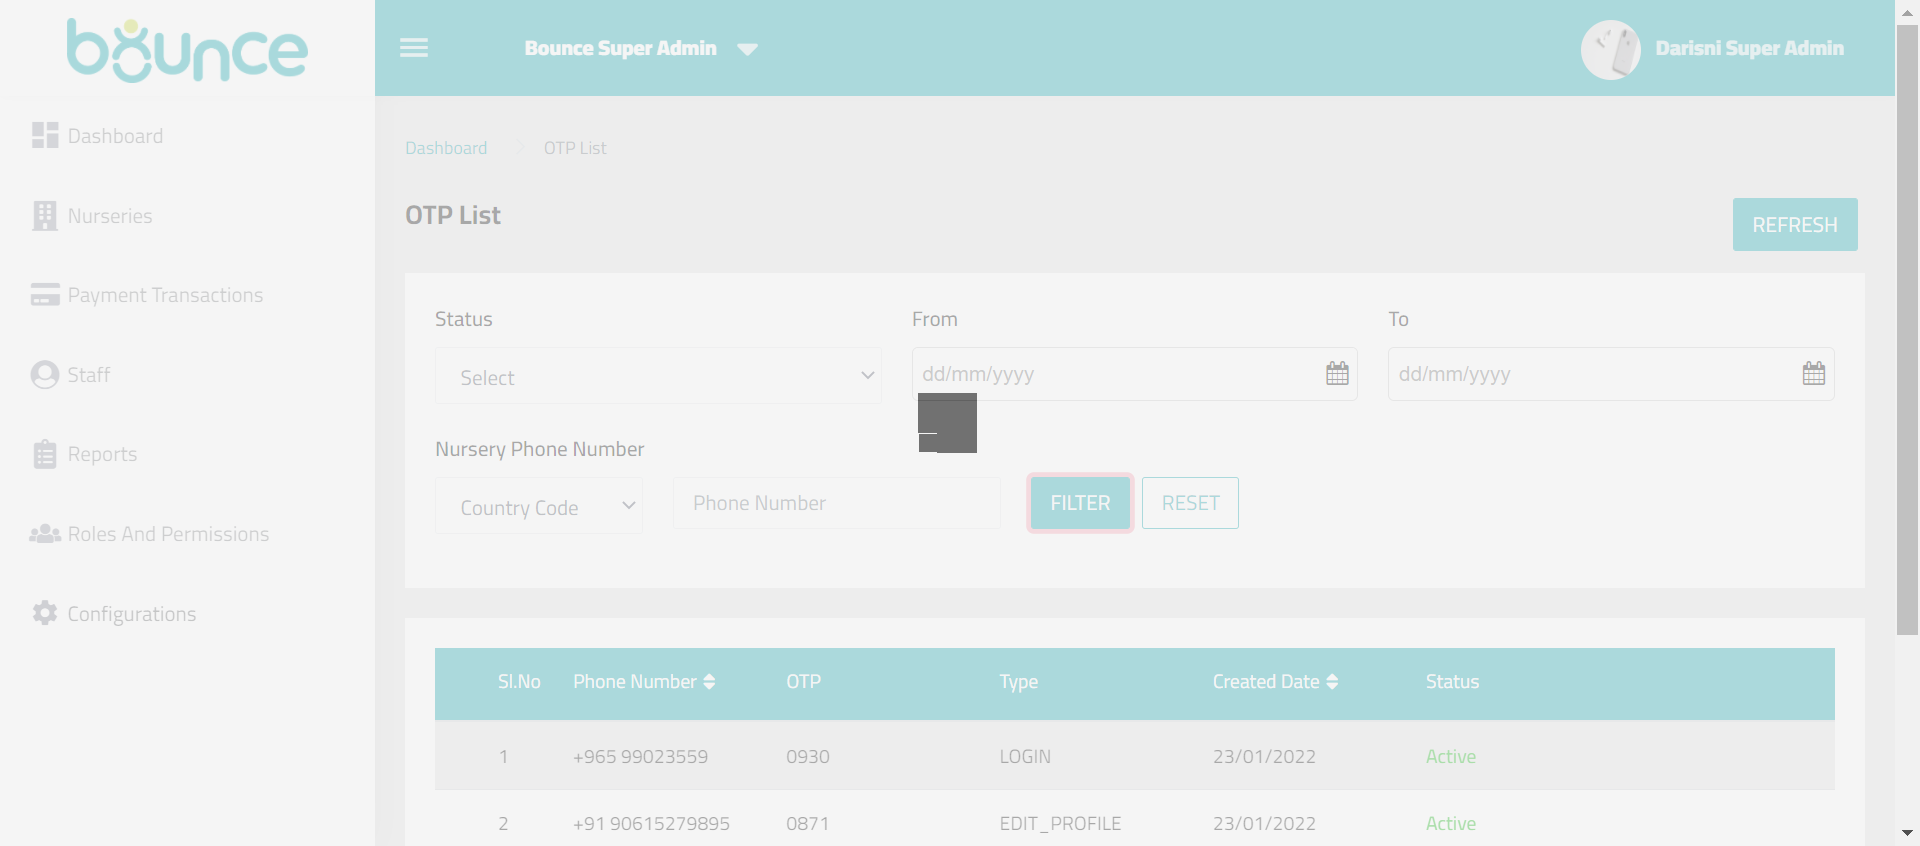 bounce
Bounce Super Admin
Darisni Super Admin
Dashboard
Nurseries
Payment Transactions
Staff
Reports
Roles And Permissions
Configurations
Dashboard OTP List
OTP List
REFRESH
Status From To
Select dd/mm/yyyy dd/mm/yyyy
Nursery Phone Number
Country Code Phone Number FILTER RESET
Sl.No Phone Number OTP Type Created Date Status
1 +965 99023559 0930 LOGIN 23/01/2022 Active
2 +91 90615279895 0871 EDIT_PROFILE 23/01/2022 Active